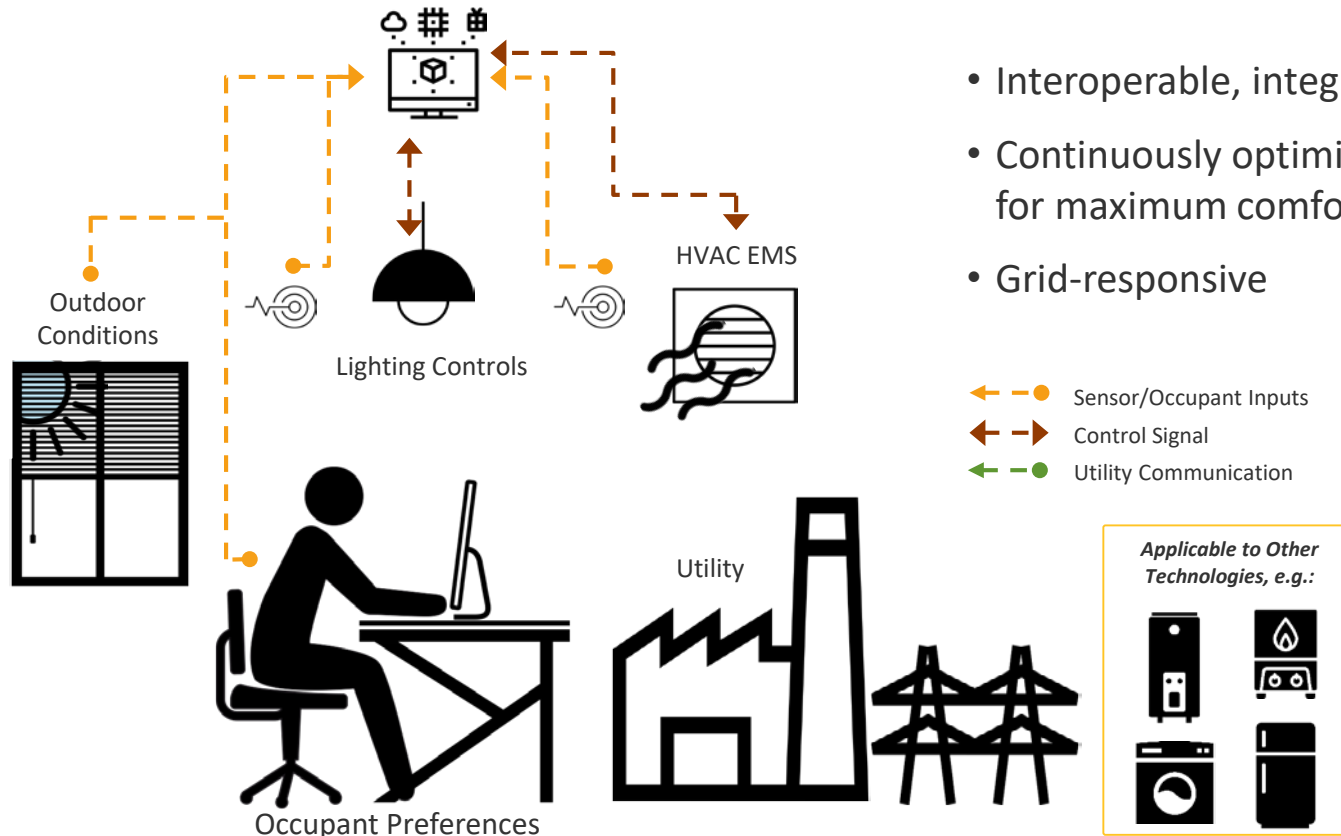 • Interoperable, integ
• Continuously optimi
for maximum comfo
• Grid-responsive
HVAC EMS
Outdoor
Conditions
Lighting Controls
Sensor/Occupant Inputs
Control Signal
Utility Communication
Utility
Applicable to Other
Technologies, e.g.:
Occupant Preferences